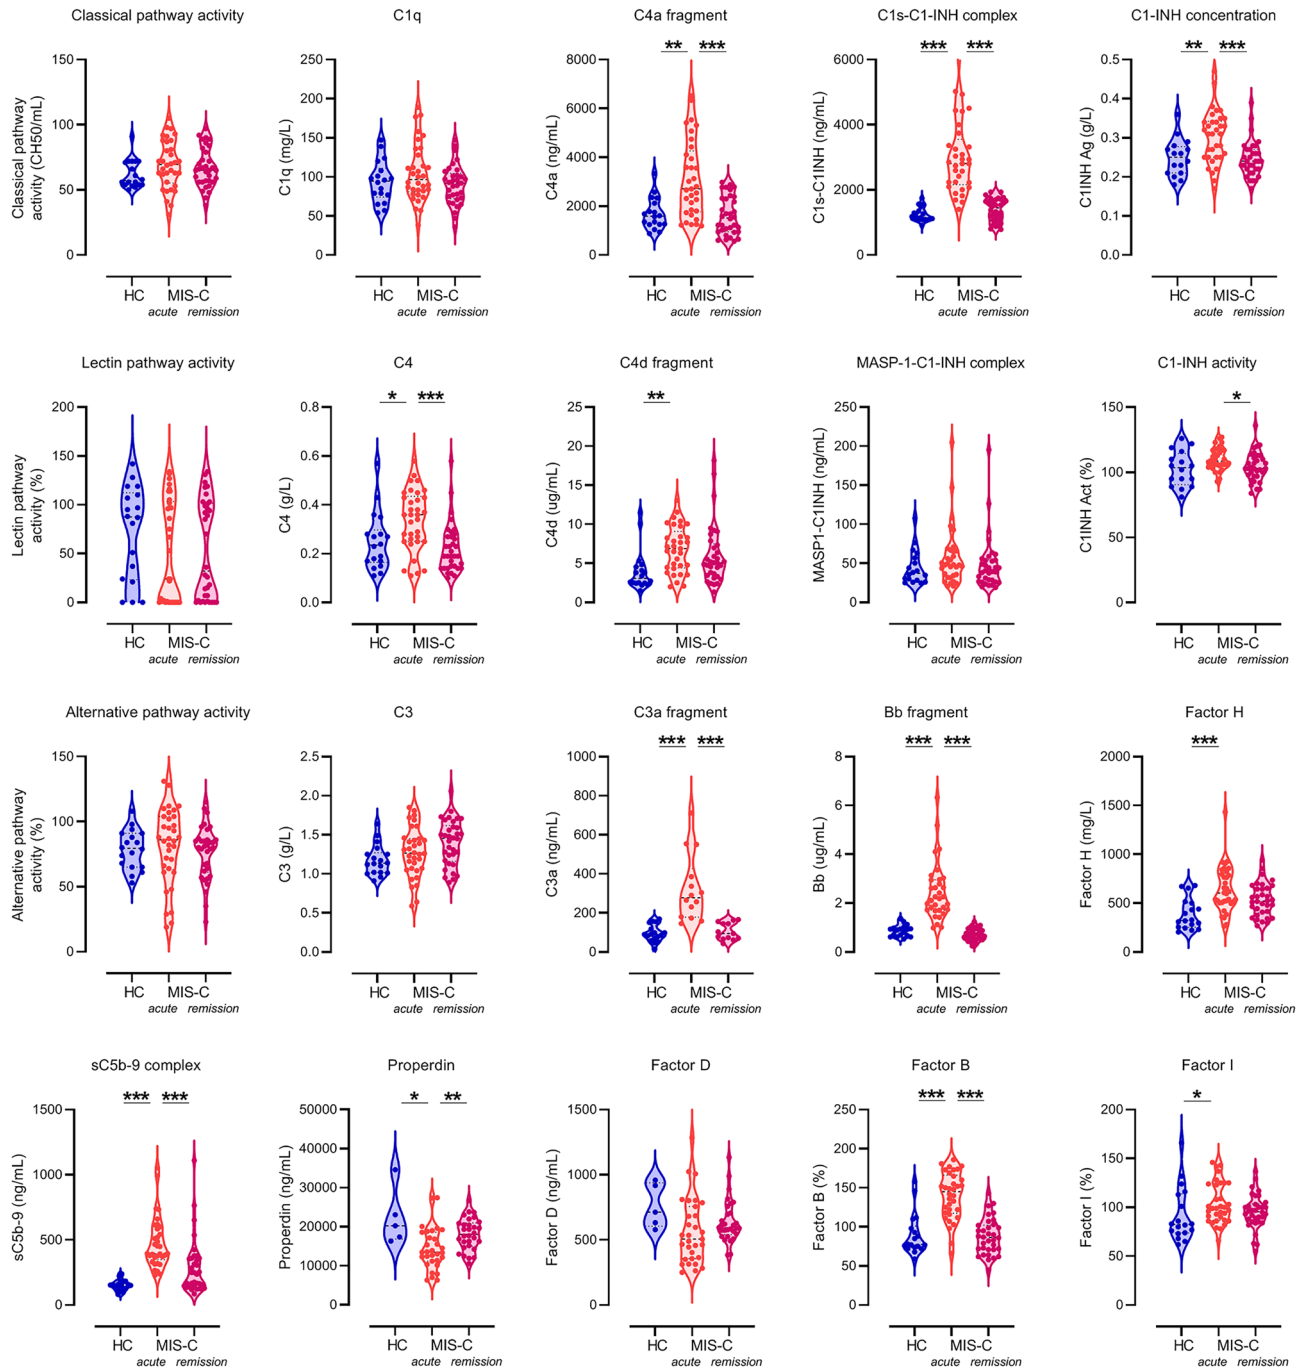 Classical pathway activity
Classical pathway
activity (CH50/mL)
150
100
50
0
HC MIS-C
acute remission
C1q
C1q (mg/L)
250
200
150
100
50
0
HC MIS-C
acute remission
C4a fragment
** ***
C4a (ng/mL)
8000
6000
4000
2000
0
HC MIS-C
acute remission
C1s-C1-INH complex
*** ***
C1s-C1INH (ng/mL)
6000
4000
2000
0
HC MIS-C
acute remission
C1-INH concentration
** ***
C1INH Ag (g/L)
0.5
0.4
0.3
0.2
0.1
0.0
HC MIS-C
acute remission
Lectin pathway activity
Lectin pathway
activity (%)
200
150
100
50
0
HC MIS-C
acute remission
C4
* ***
C4 (g/L)
0.8
0.6
0.4
0.2
0.0
HC MIS-C
acute remission
C4d fragment
**
C4d (ug/mL)
25
20
15
10
5
0
HC MIS-C
acute remission
MASP-1-C1-INH complex
MASP1-C1INH (ng/mL)
250
200
150
100
50
0
HC MIS-C
acute remission
C1-INH activity
*
C1INH Act (%)
150
100
50
0
HC MIS-C
acute remission
Alternative pathway activity
Alternative pathway
activity (%)
150
100
50
0
HC MIS-C
acute remission
C3
C3 (g/L)
2.5
2.0
1.5
1.0
0.5
0.0
HC MIS-C
acute remission
C3a fragment
*** ***
C3a (ng/mL)
1000
800
600
400
200
0
HC MIS-C
acute remission
Bb fragment
*** ***
Bb (ug/mL)
8
6
4
2
0
HC MIS-C
acute remission
Factor H
***
Factor H (mg/L)
2000
1500
1000
500
0
HC MIS-C
acute remission
sC5b-9 complex
*** ***
sC5b-9 (ng/mL)
1500
1000
500
0
HC MIS-C
acute remission
Properdin
* **
Properdin (ng/mL)
50000
40000
30000
20000
10000
0
HC MIS-C
acute remission
Factor D
Factor D (ng/mL)
1500
1000
500
0
HC MIS-C
acute remission
Factor B
*** ***
Factor B (%)
250
200
150
100
50
0
HC MIS-C
acute remission
Factor I
*
Factor I (%)
200
150
100
50
0
HC MIS-C
acute remission